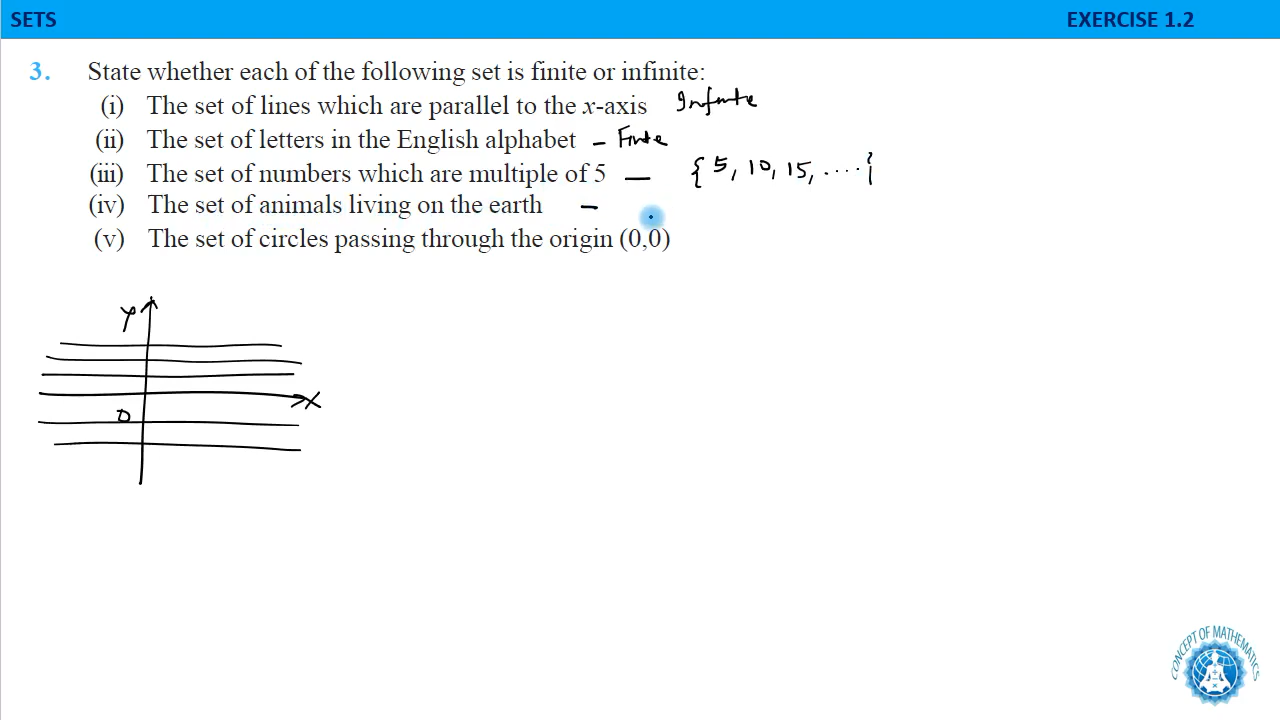 SETS EXERCISE 1.2
3. State whether each of the following set is finite or infinite:
(i) The set of lines which are parallel to the x-axis Infinite
(ii) The set of letters in the English alphabet – Finite
(iii) The set of numbers which are multiple of 5 — { 5, 10, 15, ....}
(iv) The set of animals living on the earth –
(v) The set of circles passing through the origin (0,0)
Y
X
O
CONCEPT OF MATHEMATICS